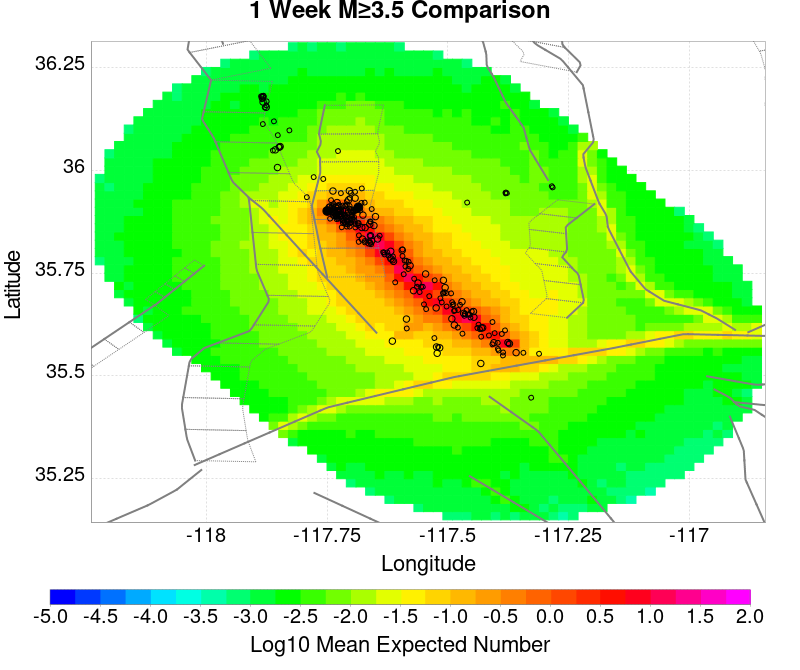 1 Week M≥3.5 Comparison
36.25
36
35.75
35.5
35.25
Latitude
-118 -117.75 -117.5 -117.25 -117
Longitude
-5.0 -4.5 -4.0 -3.5 -3.0 -2.5 -2.0 -1.5 -1.0 -0.5 0.0 0.5 1.0 1.5 2.0
Log10 Mean Expected Number